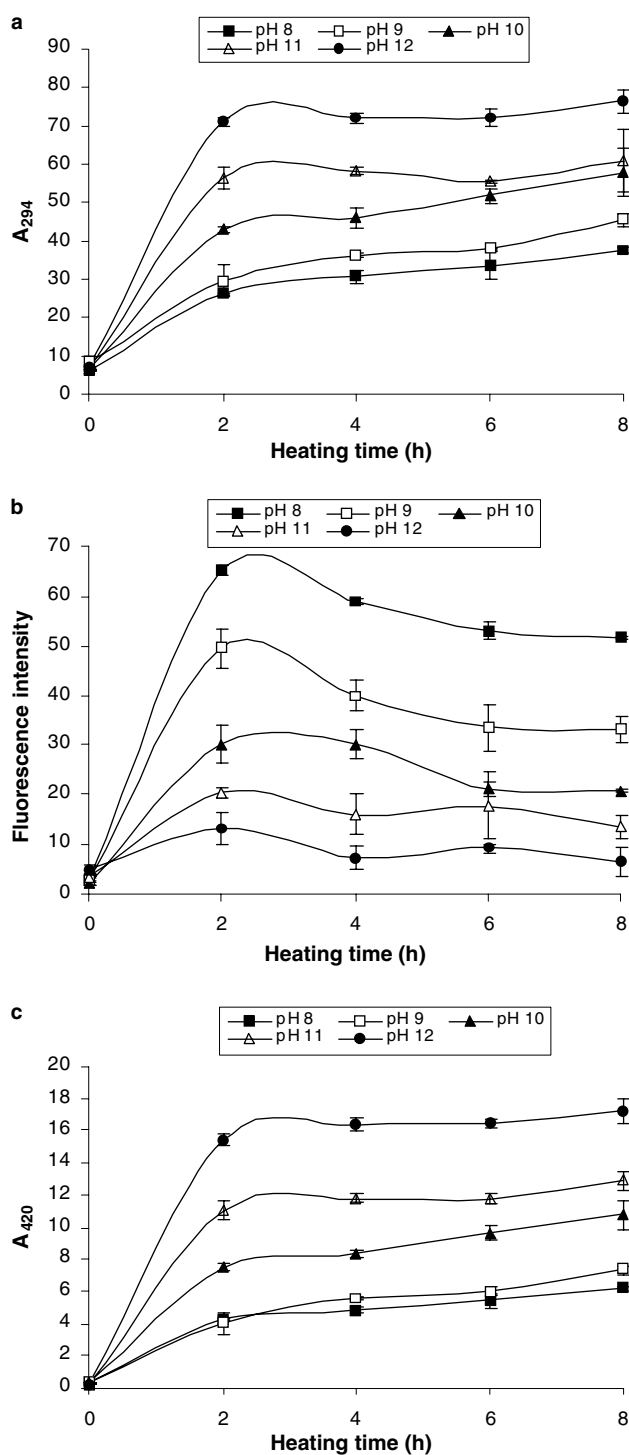 a
pH 8 pH 9 pH 10
pH 11 pH 12
90
80
70
60
50
40
30
20
10
0
A294
0 2 4 6 8
Heating time (h)
b
pH 8 pH 9 pH 10
pH 11 pH 12
70
60
50
40
30
20
10
0
Fluorescence intensity
0 2 4 6 8
Heating time (h)
c
pH 8 pH 9 pH 10
pH 11 pH 12
20
18
16
14
12
10
8
6
4
2
0
A420
0 2 4 6 8
Heating time (h)